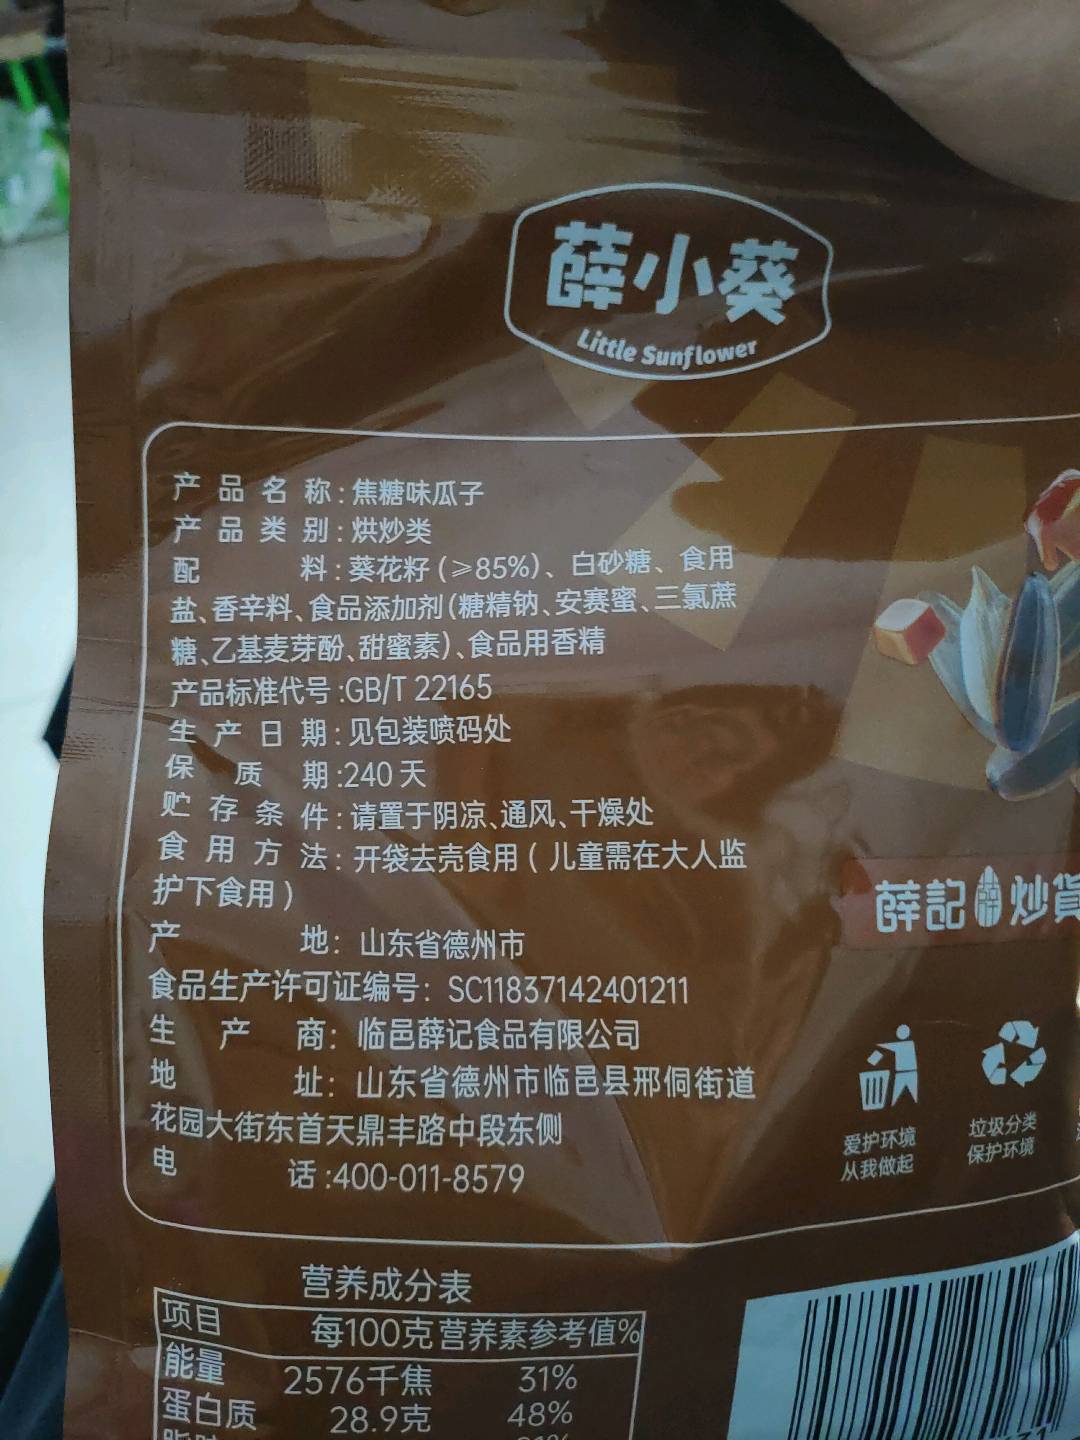 薛小葵
Little Sunflower
产品名称:焦糖味瓜子
产品类别:烘炒类
配料:葵花籽(≥85%)、白砂糖、食用
盐、香辛料、食品添加剂(糖精钠、安赛蜜、三氯蔗
糖、乙基麦芽酚、甜蜜素)、食品用香精
产品标准代号:GB/T 22165
生产日期:见包装喷码处
保质期:240天
贮存条件:请置于阴凉、通风、干燥处
食用方法:开袋去壳食用(儿童需在大人监
护下食用)
产地:山东省德州市
食品生产许可证编号:SC11837142401211
生产商:临邑薛记食品有限公司
地址:山东省德州市临邑县邢侗街道
花园大街东首天鼎丰路中段东侧
电话:400-011-8579
薛記炒貨
爱护环境
从我做起
垃圾分类
保护环境
营养成分表
项目 每100克 营养素参考值%
能量 2576千焦 31%
蛋白质 28.9克 48%